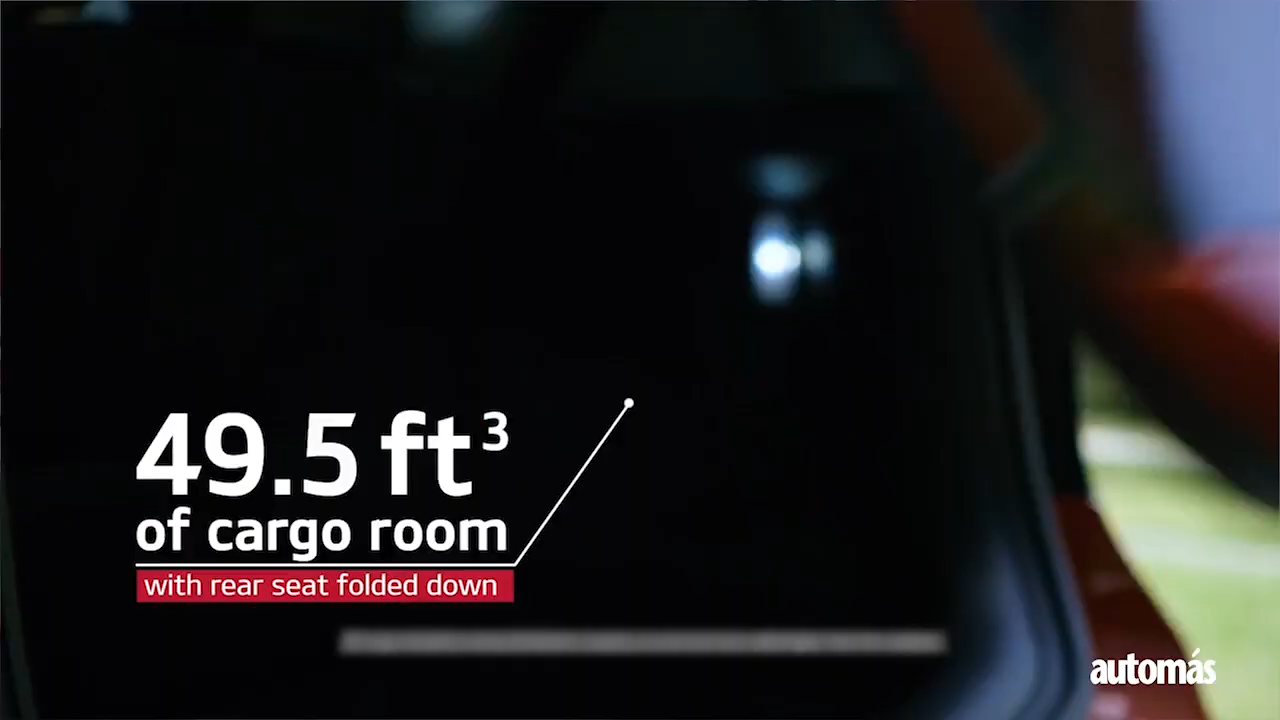 49.5 ft³
of cargo room
with rear seat folded down
automás